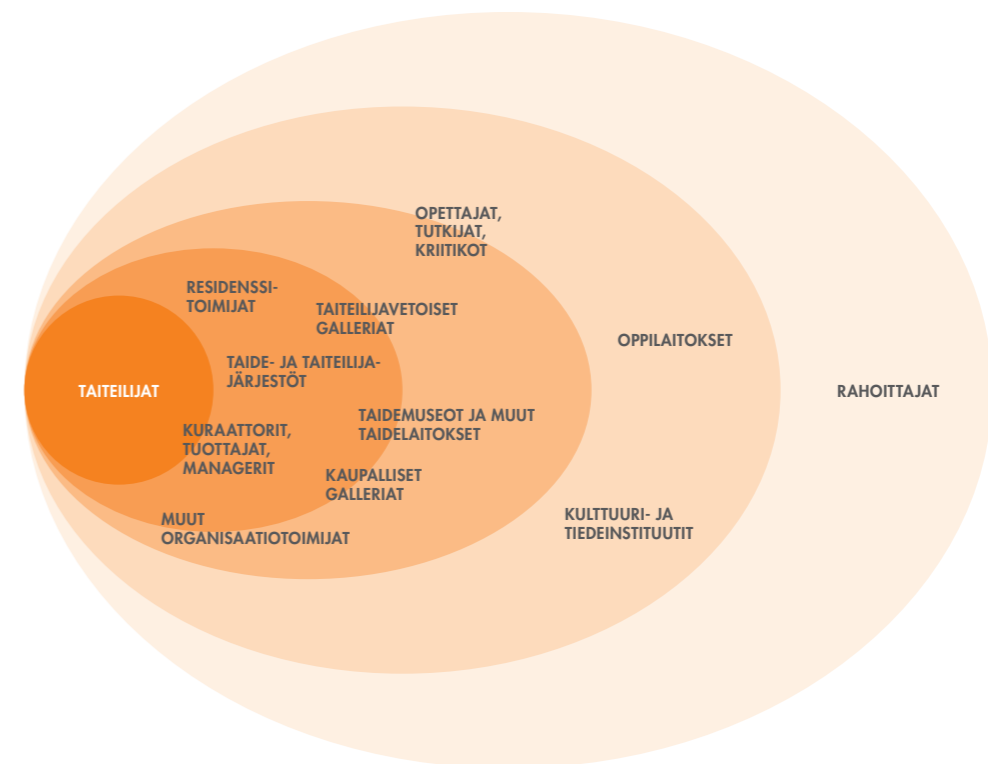 OPETTAJAT,
TUTKIJAT,
KRIITIKOT
RESIDENSSI-
TOIMIJAT
TAITEILIJAVETOISET
GALLERIAT
OPPILAITOKSET
TAIDE- JA TAITEILIJA-
JÄRJESTÖT
TAITEILIJAT
RAHOITTAJAT
KURAATTORIT,
TUOTTAJAT,
MANAGERIT
TAIDEMUSEOT JA MUUT
TAIDELAITOKSET
KAUPALLISET
GALLERIAT
MUUT
ORGANISAATIOTOIMIJAT
KULTTUURI- JA
TIEDEINSTITUUTIT